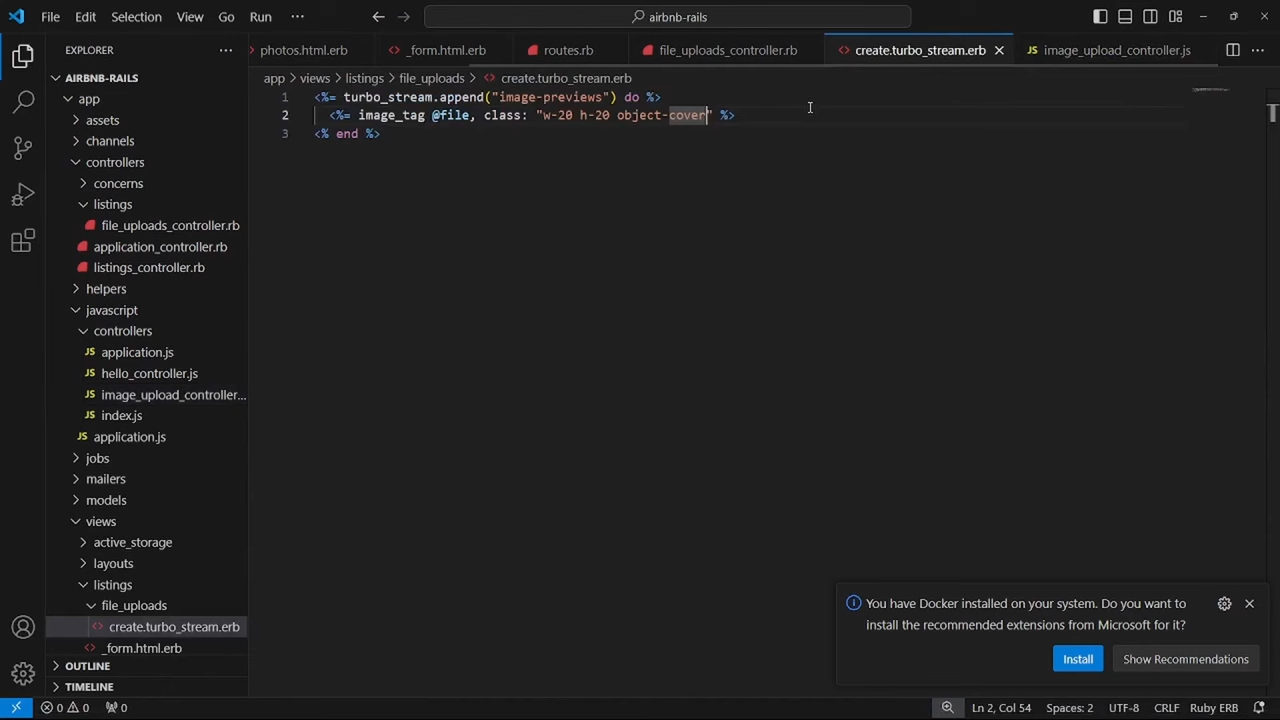 File Edit Selection View Go Run ··· airbnb-rails
EXPLORER ···
AIRBNB-RAILS
app
assets
channels
controllers
concerns
listings
file_uploads_controller.rb
application_controller.rb
listings_controller.rb
helpers
javascript
controllers
JS application.js
JS hello_controller.js
JS image_upload_controller...
JS index.js
JS application.js
jobs
mailers
models
views
active_storage
layouts
listings
file_uploads
<> create.turbo_stream.erb
<> _form.html.erb
OUTLINE
TIMELINE
photos.html.erb <> _form.html.erb routes.rb file_uploads_controller.rb <> create.turbo_stream.erb JS image_upload_controller.js ···
app > views > listings > file_uploads > <> create.turbo_stream.erb
1 <%= turbo_stream.append("image-previews") do %>
2 <%= image_tag @file, class: "w-20 h-20 object-cover" %>
3 <% end %>
You have Docker installed on your system. Do you want to
install the recommended extensions from Microsoft for it?
Install Show Recommendations
0 0 0 Ln 2, Col 54 Spaces: 2 UTF-8 CRLF Ruby ERB